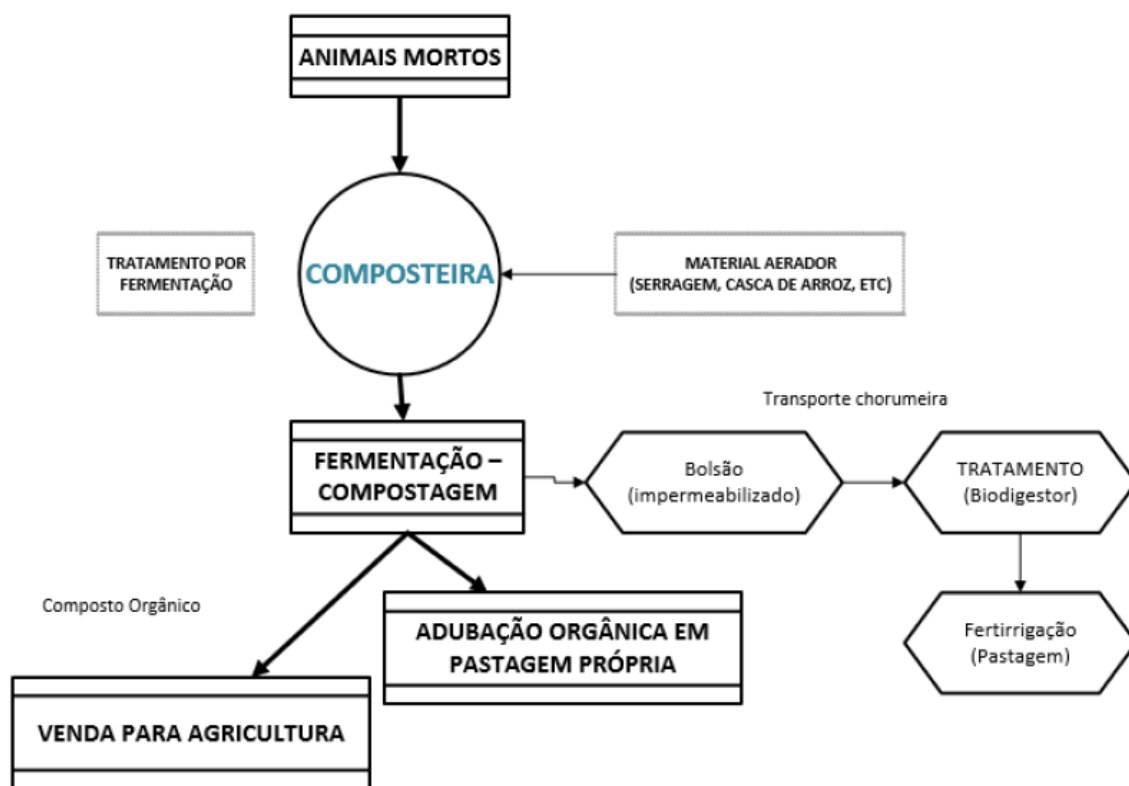 ANIMAIS MORTOS
TRATAMENTO POR
FERMENTAÇÃO
COMPOSTEIRA
MATERIAL AERADOR
(SERRAGEM, CASCA DE ARROZ, ETC)
Transporte chorumeira
FERMENTAÇÃO –
COMPOSTAGEM
Bolsão
(impermeabilizado)
TRATAMENTO
(Biodigestor)
Composto Orgânico
ADUBAÇÃO ORGÂNICA EM
PASTAGEM PRÓPRIA
Fertirrigação
(Pastagem)
VENDA PARA AGRICULTURA